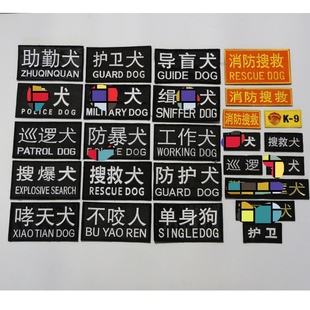 助勤犬
ZHUQINQUAN
护卫犬
GUARD DOG
导盲犬
GUIDE DOG
消防搜救
RESCUE DOG
犬
POLICE DOG
犬
MILITARY DOG
缉 犬
SNIFFER DOG
消防搜救
消防搜救
K-9
巡逻犬
PATROL DOG
防暴犬
DOG
工作犬
WORKING DOG
犬
搜救犬
巡逻
搜爆犬
EXPLOSIVE SEARCH
搜救犬
RESCUE DOG
防护犬
GUARD DOG
犬
哮天犬
XIAO TIAN DOG
不咬人
BU YAO REN
单身狗
SINGLEDOG
犬
护卫